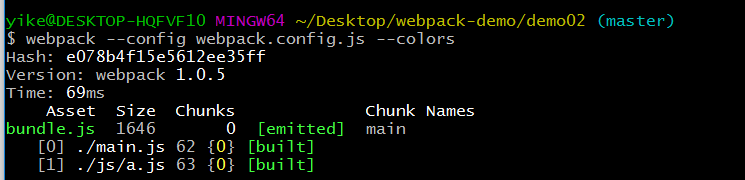 yike@DESKTOP-HQFVF10 MINGW64 ~/Desktop/webpack-demo/demo02 (master)
$ webpack --config webpack.config.js --colors
Hash: e078b4f15e5612ee35ff
Version: webpack 1.0.5
Time: 69ms
    Asset  Size  Chunks             Chunk Names
bundle.js  1646       0  [emitted]  main
   [0] ./main.js 62 {0} [built]
   [1] ./js/a.js 63 {0} [built]